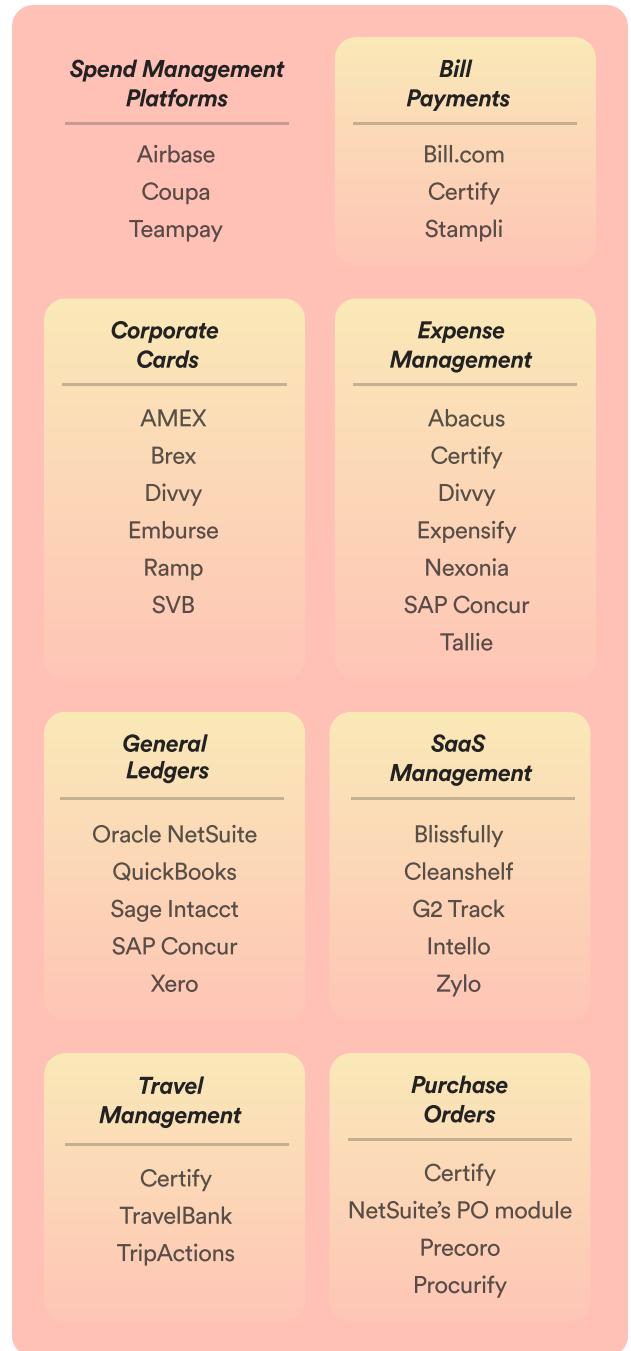 Spend Management
Platforms
Airbase
Coupa
Teampay
Bill
Payments
Bill.com
Certify
Stampli
Corporate
Cards
AMEX
Brex
Divvy
Emburse
Ramp
SVB
Expense
Management
Abacus
Certify
Divvy
Expensify
Nexonia
SAP Concur
Tallie
General
Ledgers
Oracle NetSuite
QuickBooks
Sage Intacct
SAP Concur
Xero
SaaS
Management
Blissfully
Cleanshelf
G2 Track
Intello
Zylo
Travel
Management
Certify
TravelBank
TripActions
Purchase
Orders
Certify
NetSuite’s PO module
Precoro
Procurify